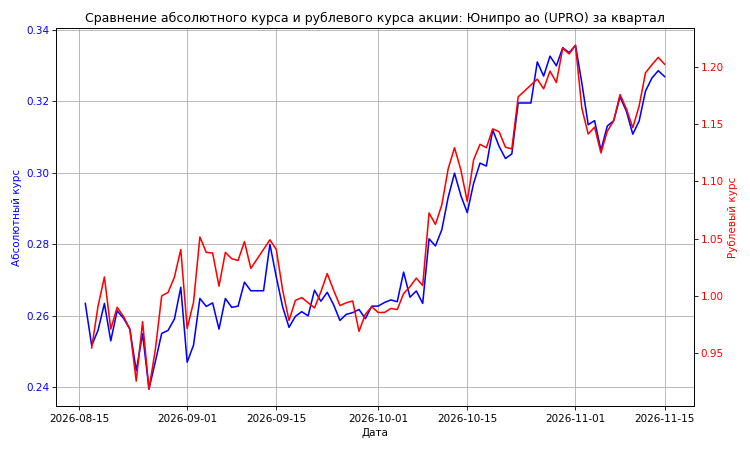 Сравнение абсолютного курса и рублевого курса акции: Юнипро ао (UPRO) за квартал
Абсолютный курс
0.34
0.32
0.30
0.28
0.26
0.24
1.20
1.15
1.10
1.05
1.00
0.95
Рублевый курс
2026-08-15 2026-09-01 2026-09-15 2026-10-01 2026-10-15 2026-11-01 2026-11-15
Дата